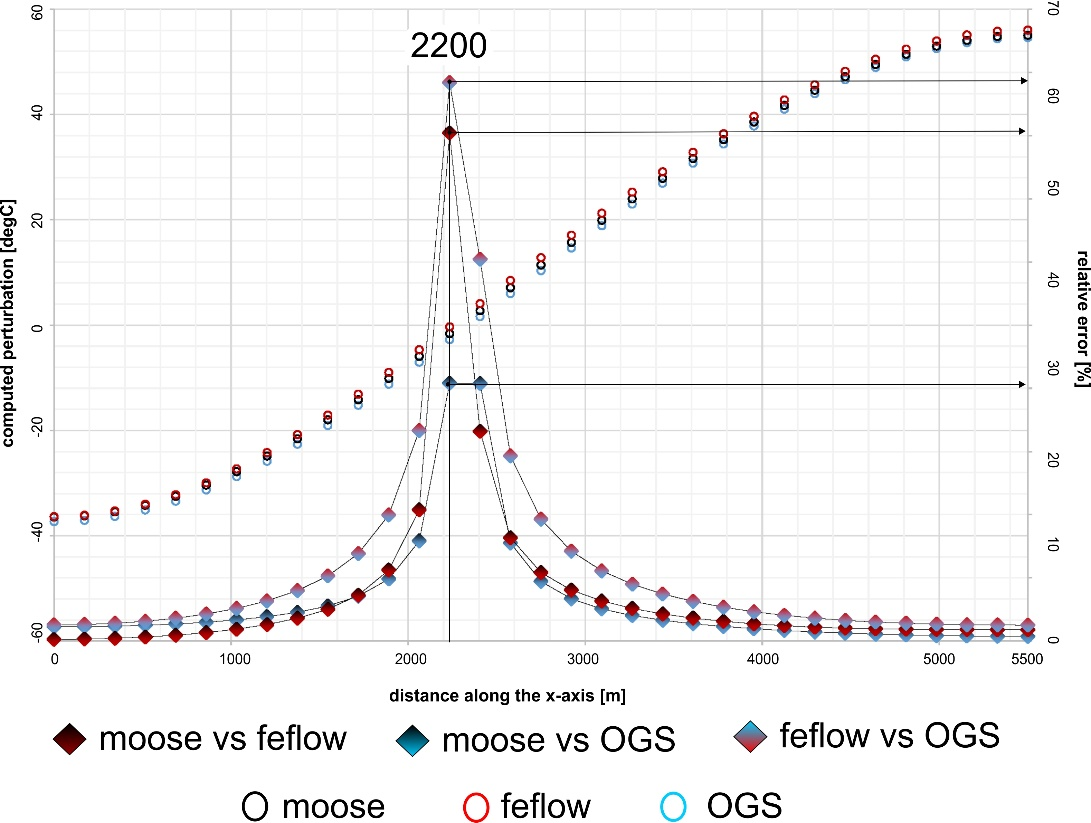 2200
60
40
20
0
-20
-40
-60
computed perturbation [degC]
70
60
50
40
30
20
10
0
relative error [%]
0 1000 2000 3000 4000 5000 5500
distance along the x-axis [m]
moose vs feflow moose vs OGS feflow vs OGS
moose feflow OGS